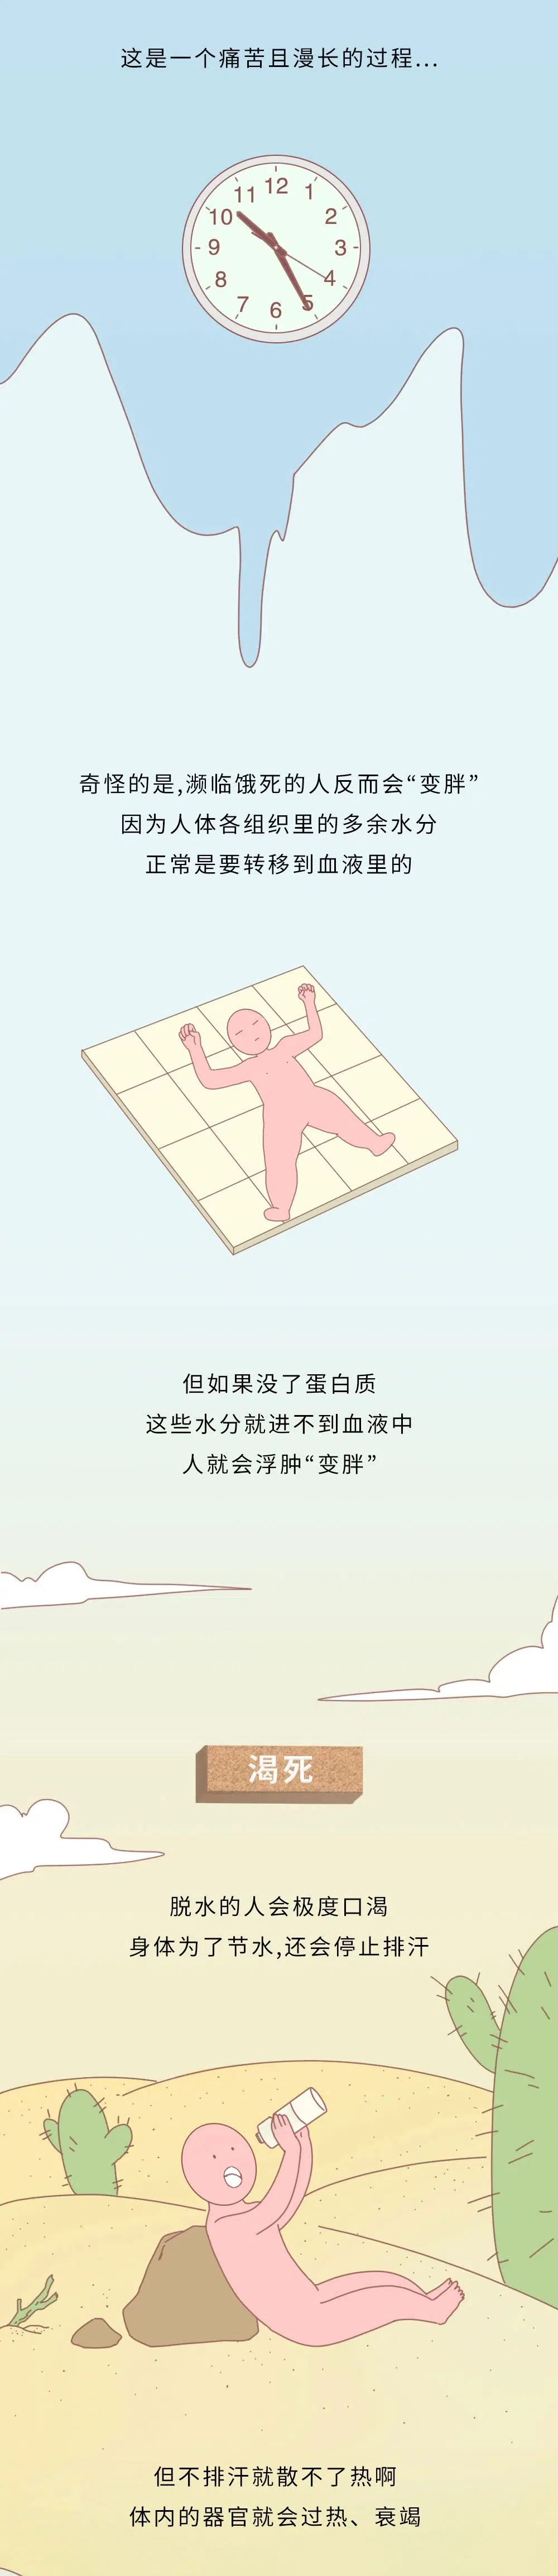 这是一个痛苦且漫长的过程...
12
11
1
10
2
9
3
8
4
7
5
6
奇怪的是,濒临饿死的人反而会“变胖”
因为人体各组织里的多余水分
正常是要转移到血液里的
但如果没了蛋白质
这些水分就进不到血液中
人就会浮肿“变胖”
渴死
脱水的人会极度口渴
身体为了节水,还会停止排汗
但不排汗就散不了热啊
体内的器官就会过热、衰竭